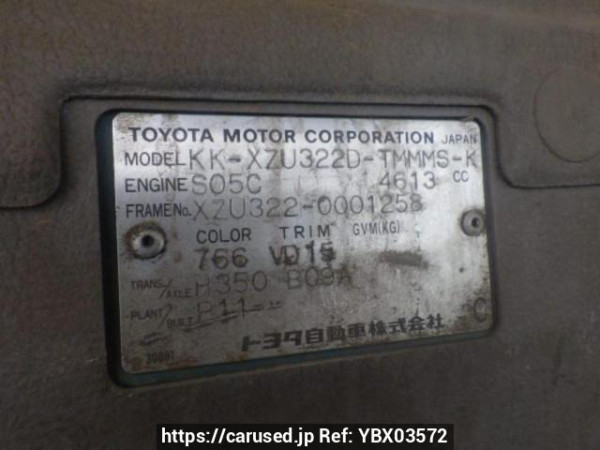 TOYOTA MOTOR CORPORATION JAPAN
MODEL KK-XZU322D-TMMMS-K
ENGINE S05C 4613 CC
FRAME No. XZU322-0001258
COLOR TRIM GVM(KG)
766 VD15
TRANS/AXLE H350 B09A
PLANT/BUILT P11 C
トヨタ自動車株式会社
https://carused.jp Ref: YBX03572